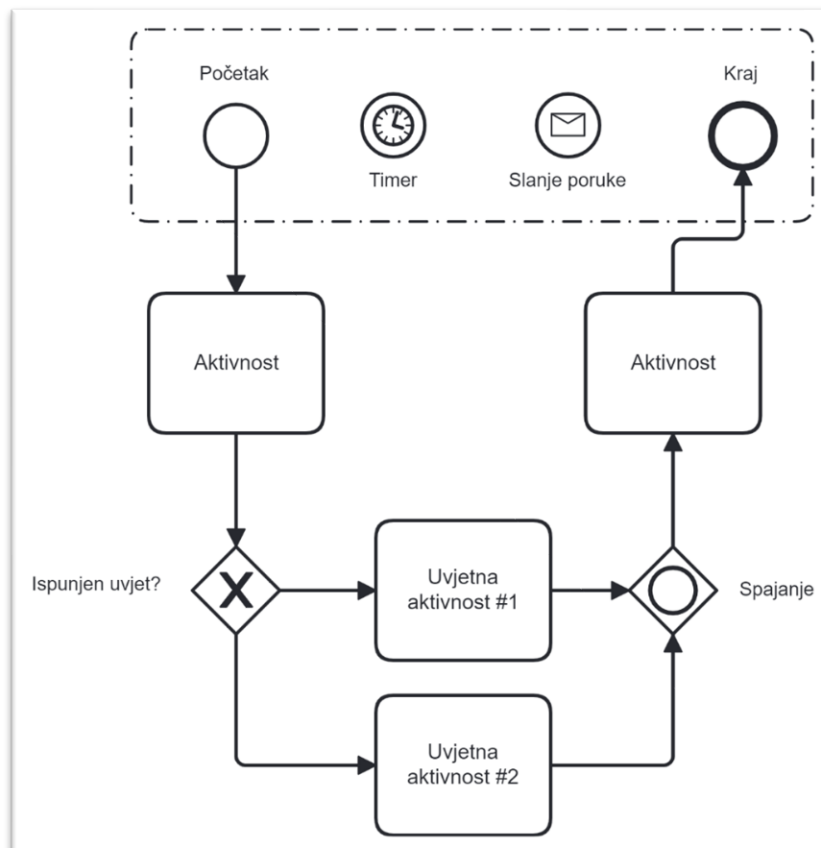 Početak
Kraj
Timer
Slanje poruke
Aktivnost
Aktivnost
Ispunjen uvjet?
X
Uvjetna
aktivnost #1
Spajanje
Uvjetna
aktivnost #2